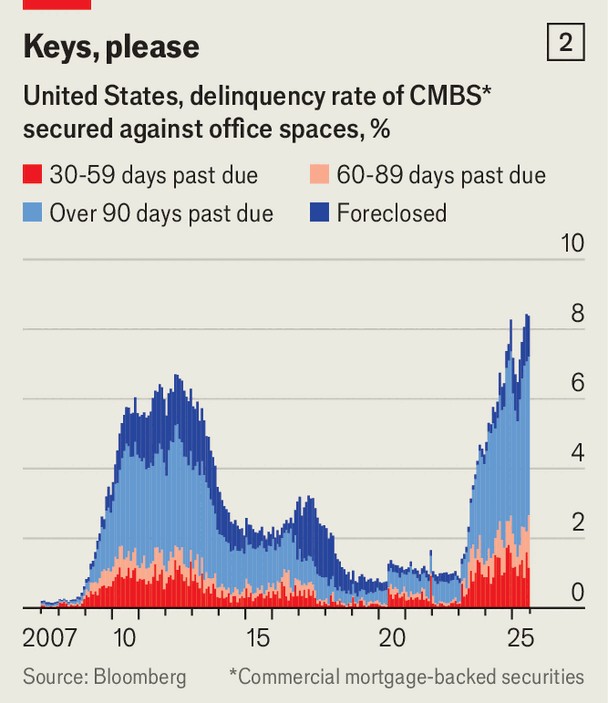 Keys, please
2
United States, delinquency rate of CMBS*
secured against office spaces, %
30-59 days past due
60-89 days past due
Over 90 days past due
Foreclosed
10
8
6
4
2
0
2007 10 15 20 25
Source: Bloomberg
*Commercial mortgage-backed securities